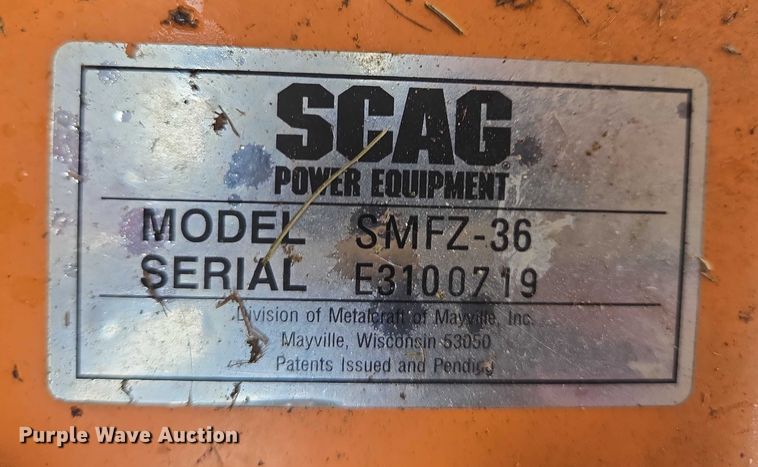 SCAG
POWER EQUIPMENT
MODEL SMFZ-36
SERIAL E3100719
Division of Metalcraft of Mayville, Inc.
Mayville, Wisconsin 53050
Patents Issued and Pending
Purple Wave Auction